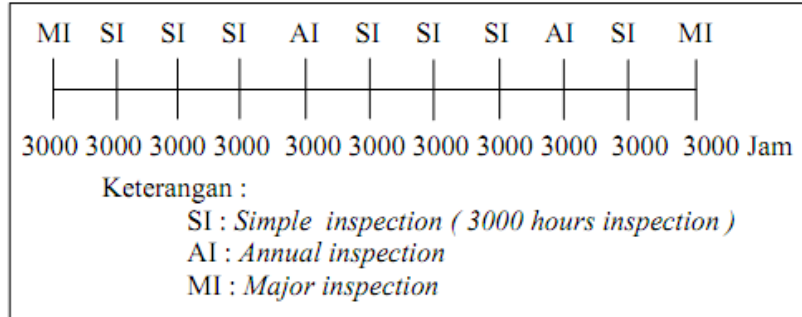 MI SI SI SI AI SI SI SI AI SI MI
3000 3000 3000 3000 3000 3000 3000 3000 3000 3000 3000 Jam
Keterangan :
SI : Simple inspection ( 3000 hours inspection )
AI : Annual inspection
MI : Major inspection